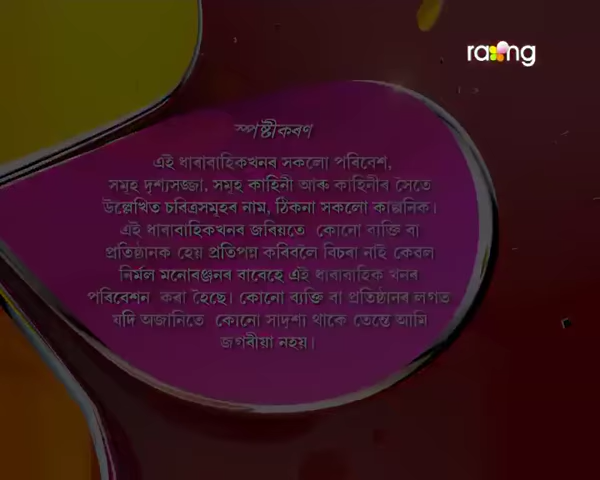 rang
স্পষ্টীকৰণ
এই ধাৰাবাহিকখনৰ সকলো পৰিবেশ,
সমূহ দৃশ্যসজ্জা, সমূহ কাহিনী আৰু কাহিনীৰ সৈতে
উল্লেখিত চৰিত্ৰসমূহৰ নাম, ঠিকনা সকলো কাল্পনিক।
এই ধাৰাবাহিকখনৰ জৰিয়তে কোনো ব্যক্তি বা
প্ৰতিষ্ঠানক হেয় প্ৰতিপন্ন কৰিবলৈ বিচৰা নাই কেবল
নিৰ্মল মনোৰঞ্জনৰ বাবেহে এই ধাৰাবাহিক খনৰ
পৰিবেশন কৰা হৈছে। কোনো ব্যক্তি বা প্ৰতিষ্ঠানৰ লগত
যদি অজানিতে কোনো সাদৃশ্য থাকে তেন্তে আমি
জগৰীয়া নহয়।